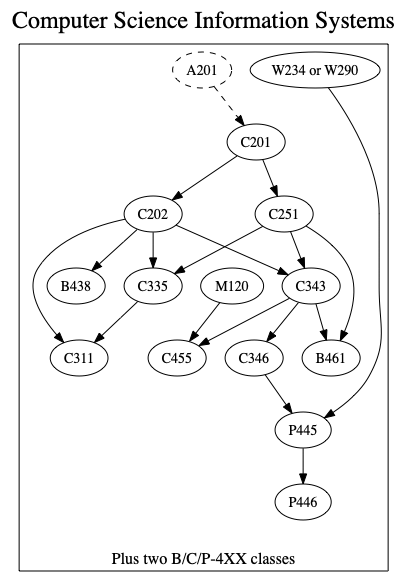 Computer Science Information Systems
A201
W234 or W290
C201
C202
C251
B438
C335
M120
C343
C311
C455
C346
B461
P445
P446
Plus two B/C/P-4XX classes